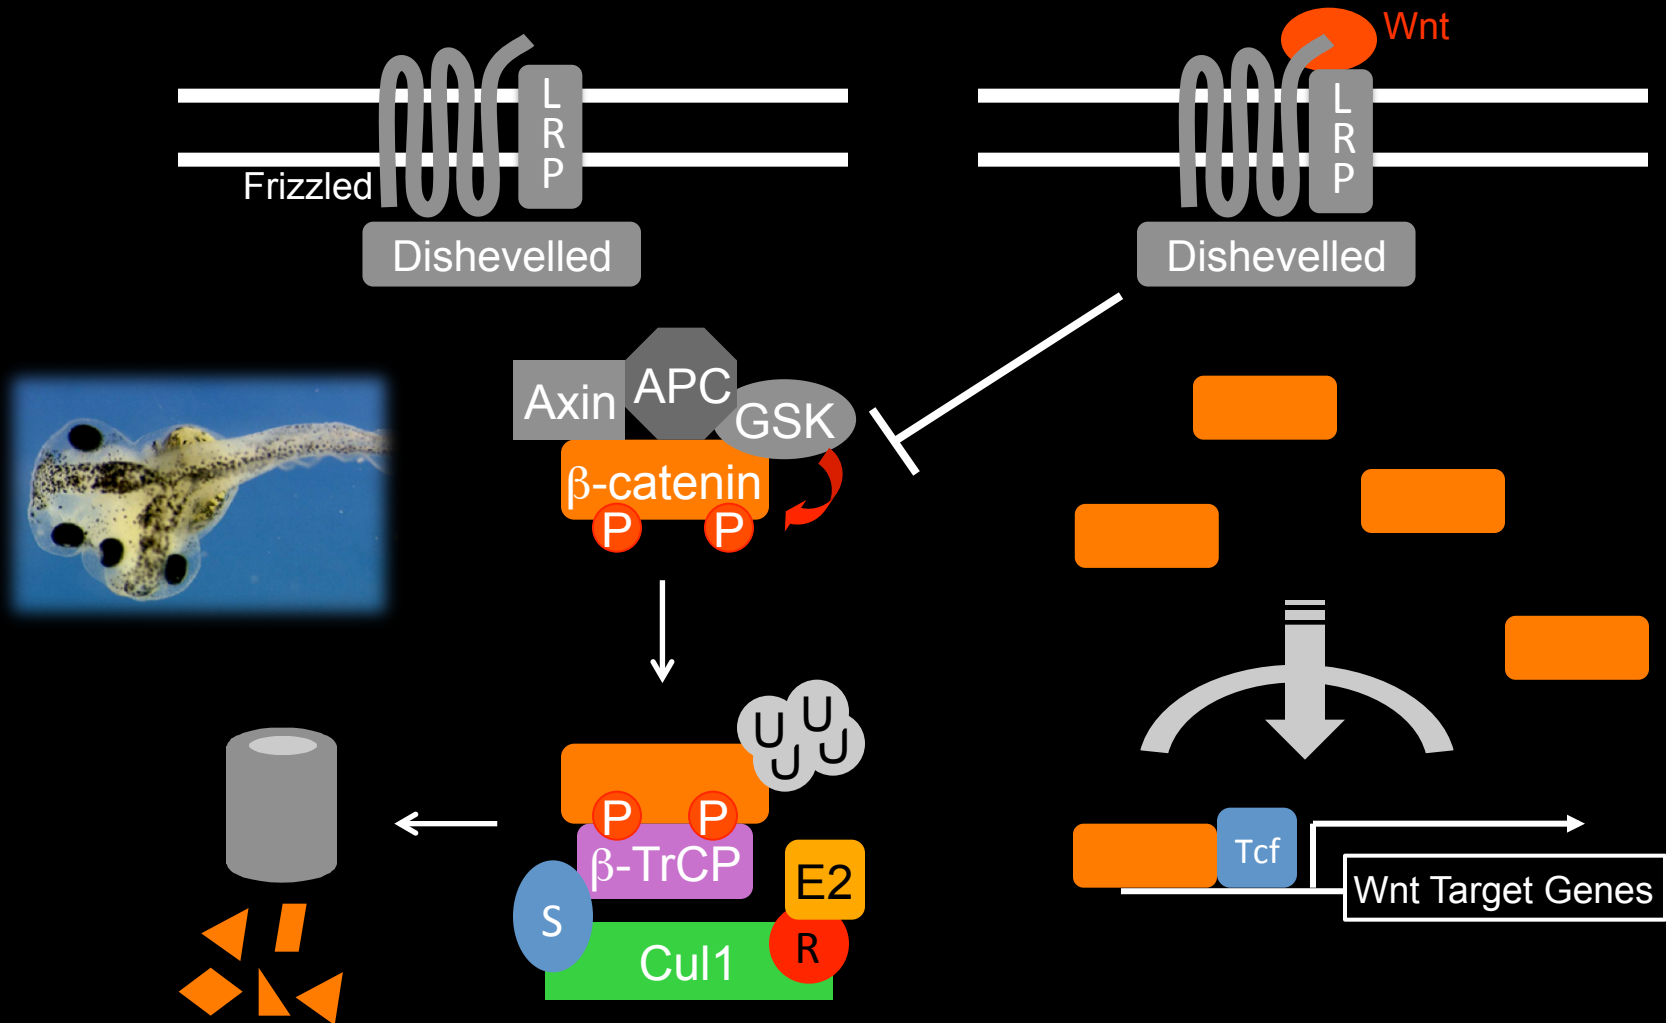 L
R
P
Frizzled
Dishevelled
Wnt
L
R
P
Dishevelled
Axin
APC
GSK
β-catenin
P
P
U
U
U
U
P
P
β-TrCP
E2
S
R
Cul1
Tcf
Wnt Target Genes